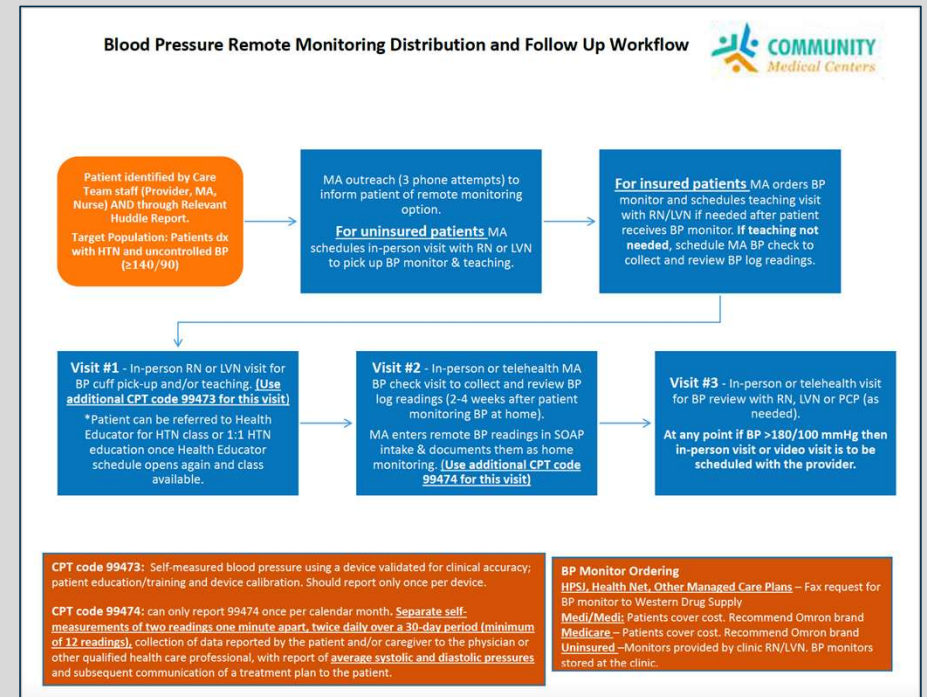 Blood Pressure Remote Monitoring Distribution and Follow Up Workflow
COMMUNITY
Medical Centers
Patient identified by Care
Team staff (Provider, MA,
Nurse) AND through Relevant
Huddle Report.
Target Population: Patients dx
with HTN and uncontrolled BP
(≥140/90)
MA outreach (3 phone attempts) to
inform patient of remote monitoring
option.
For uninsured patients MA
schedules in-person visit with RN or LVN
to pick up BP monitor & teaching.
For insured patients MA orders BP
monitor and schedules teaching visit
with RN/LVN if needed after patient
receives BP monitor. If teaching not
needed, schedule MA BP check to
collect and review BP log readings.
Visit #1 - In-person RN or LVN visit for
BP cuff pick-up and/or teaching. (Use
additional CPT code 99473 for this visit)
*Patient can be referred to Health
Educator for HTN class or 1:1 HTN
education once Health Educator
schedule opens again and class
available.
Visit #2 - In-person or telehealth MA
BP check visit to collect and review BP
log readings (2-4 weeks after patient
monitoring BP at home).
MA enters remote BP readings in SOAP
intake & documents them as home
monitoring. (Use additional CPT code
99474 for this visit)
Visit #3 - In-person or telehealth visit
for BP review with RN, LVN or PCP (as
needed).
At any point if BP >180/100 mmHg then
in-person visit or video visit is to be
scheduled with the provider.
CPT code 99473: Self-measured blood pressure using a device validated for clinical accuracy;
patient education/training and device calibration. Should report only once per device.
CPT code 99474: can only report 99474 once per calendar month. Separate self-
measurements of two readings one minute apart, twice daily over a 30-day period (minimum
of 12 readings), collection of data reported by the patient and/or caregiver to the physician or
other qualified health care professional, with report of average systolic and diastolic pressures
and subsequent communication of a treatment plan to the patient.
BP Monitor Ordering
HPSJ, Health Net, Other Managed Care Plans – Fax request for
BP monitor to Western Drug Supply
Medi/Medi: Patients cover cost. Recommend Omron brand
Medicare – Patients cover cost. Recommend Omron brand
Uninsured –Monitors provided by clinic RN/LVN. BP monitors
stored at the clinic.